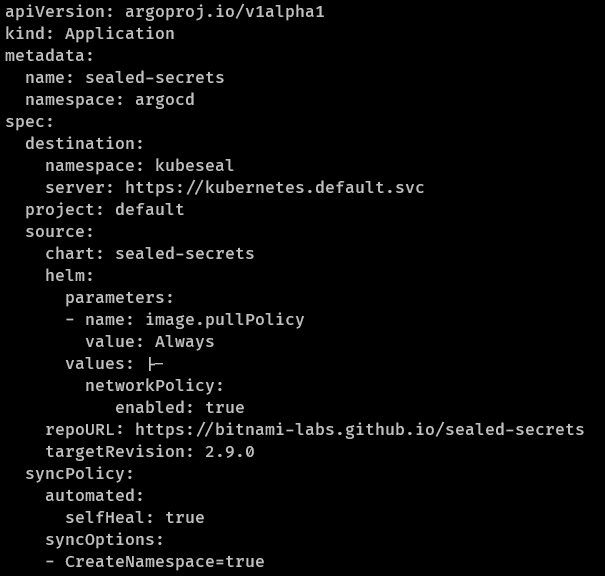 apiVersion: argoproj.io/v1alpha1
kind: Application
metadata:
  name: sealed-secrets
  namespace: argocd
spec:
  destination:
    namespace: kubeseal
    server: https://kubernetes.default.svc
  project: default
  source:
    chart: sealed-secrets
    helm:
      parameters:
      - name: image.pullPolicy
        value: Always
      values: |-
        networkPolicy:
           enabled: true
    repoURL: https://bitnami-labs.github.io/sealed-secrets
    targetRevision: 2.9.0
  syncPolicy:
    automated:
      selfHeal: true
    syncOptions:
    - CreateNamespace=true